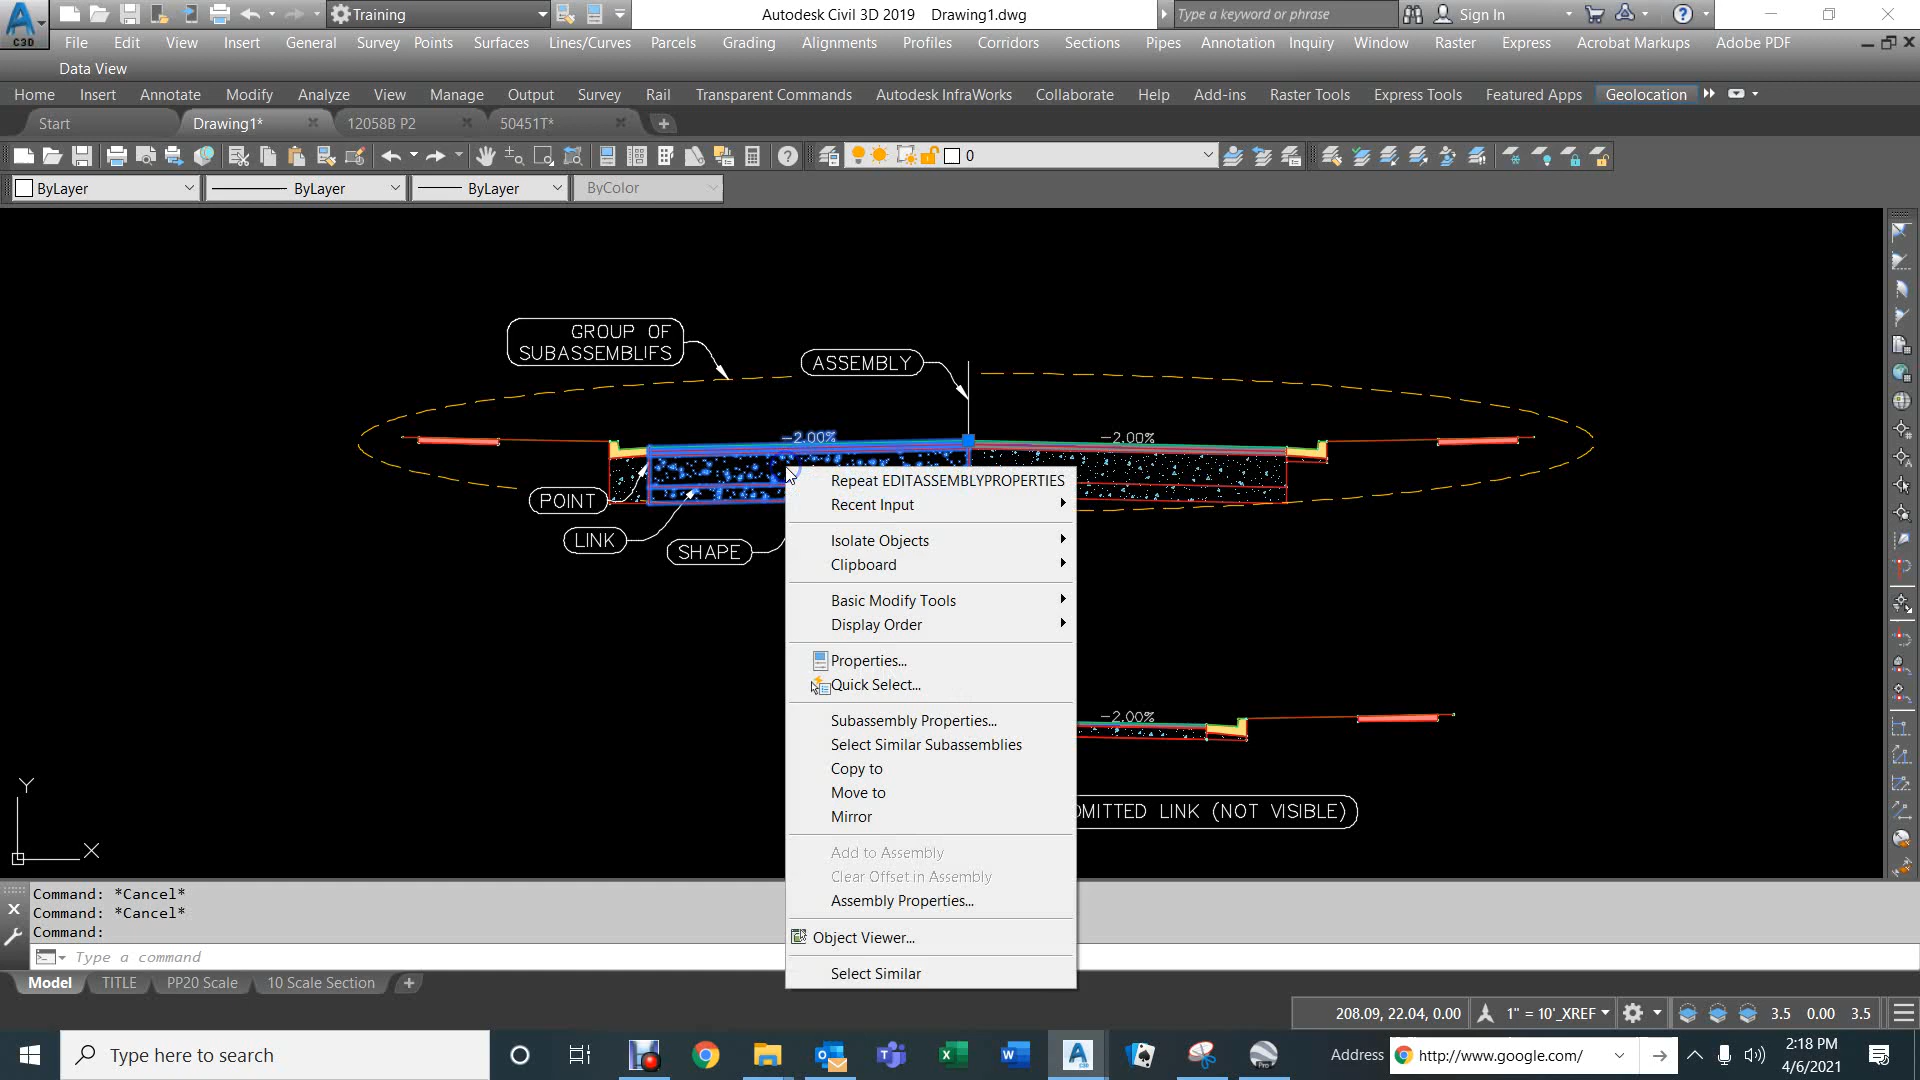 Training
Autodesk Civil 3D 2019 Drawing1.dwg
Type a keyword or phrase
Sign In
C3D
File Edit View Insert General Survey Points Surfaces Lines/Curves Parcels Grading Alignments Profiles Corridors Sections Pipes Annotation Inquiry Window Raster Express Acrobat Markups Adobe PDF
Data View
Home Insert Annotate Modify Analyze View Manage Output Survey Rail Transparent Commands Autodesk InfraWorks Collaborate Help Add-ins Raster Tools Express Tools Featured Apps Geolocation
Start Drawing1* 12058B P2 50451T*
0
ByLayer ByLayer ByLayer ByColor
GROUP OF
SUBASSEMBLIFS
ASSEMBLY
-2.00%
-2.00%
POINT
LINK
SHAPE
Repeat EDITASSEMBLYPROPERTIES
Recent Input
Isolate Objects
Clipboard
Basic Modify Tools
Display Order
Properties...
Quick Select...
Subassembly Properties...
Select Similar Subassemblies
Copy to
Move to
Mirror
Add to Assembly
Clear Offset in Assembly
Assembly Properties...
Object Viewer...
Select Similar
-2.00%
OMITTED LINK (NOT VISIBLE)
Y
X
Command: *Cancel*
Command: *Cancel*
Command:
Type a command
Model TITLE PP20 Scale 10 Scale Section
208.09, 22.04, 0.00 1" = 10'_XREF 3.5 0.00 3.5
Type here to search
Address http://www.google.com/
2:18 PM
4/6/2021